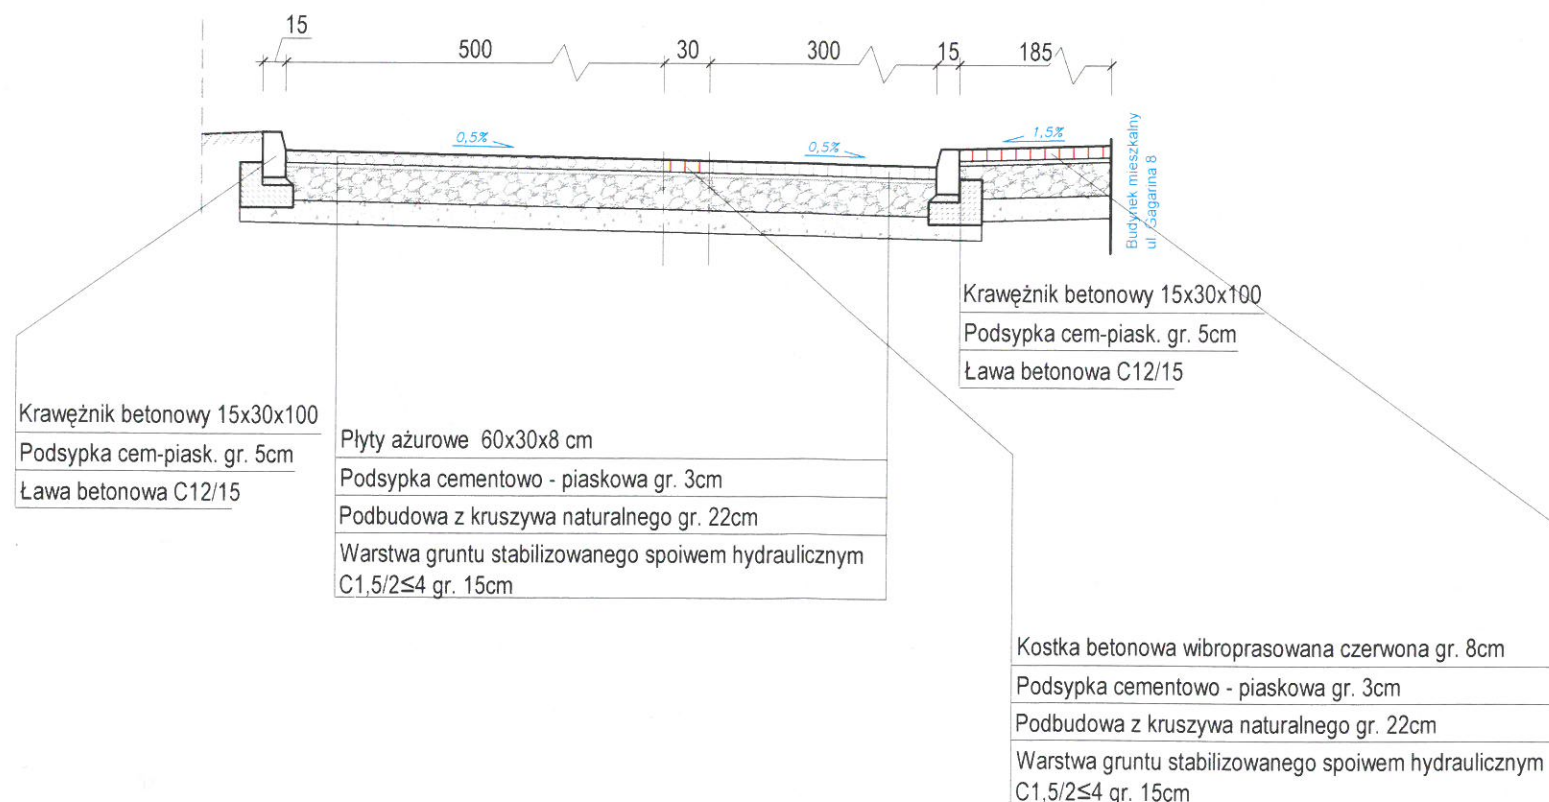 15
500
30
300
15
185
0,5%
0,5%
1,5%
Budynek mieszkalny
ul. Gagarina 8
Krawężnik betonowy 15x30x100
Podsypka cem-piask. gr. 5cm
Ława betonowa C12/15
Krawężnik betonowy 15x30x100
Podsypka cem-piask. gr. 5cm
Ława betonowa C12/15
Płyty ażurowe 60x30x8 cm
Podsypka cementowo - piaskowa gr. 3cm
Podbudowa z kruszywa naturalnego gr. 22cm
Warstwa gruntu stabilizowanego spoiwem hydraulicznym
C1,5/2≤4 gr. 15cm
Kostka betonowa wibroprasowana czerwona gr. 8cm
Podsypka cementowo - piaskowa gr. 3cm
Podbudowa z kruszywa naturalnego gr. 22cm
Warstwa gruntu stabilizowanego spoiwem hydraulicznym
C1,5/2≤4 gr. 15cm